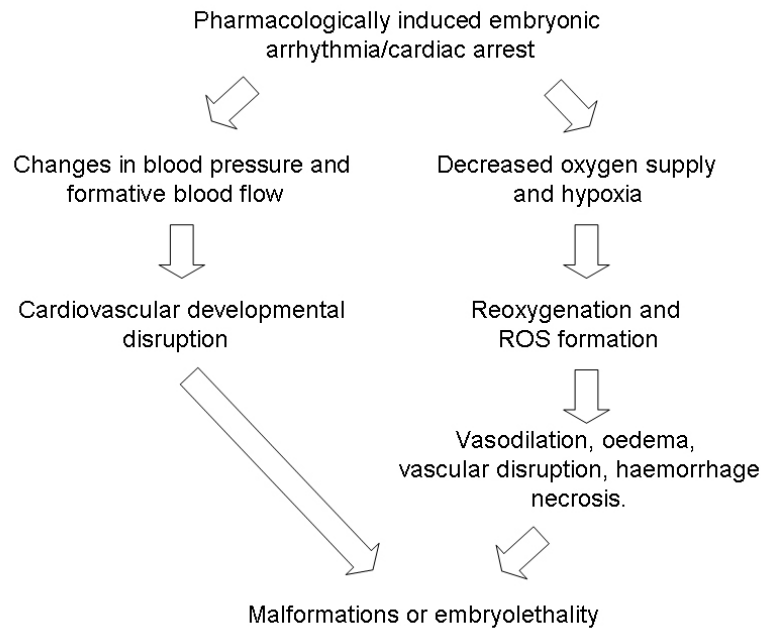 Pharmacologically induced embryonic
arrhythmia/cardiac arrest
Changes in blood pressure and
formative blood flow
Decreased oxygen supply
and hypoxia
Cardiovascular developmental
disruption
Reoxygenation and
ROS formation
Vasodilation, oedema,
vascular disruption, haemorrhage
necrosis.
Malformations or embryolethality